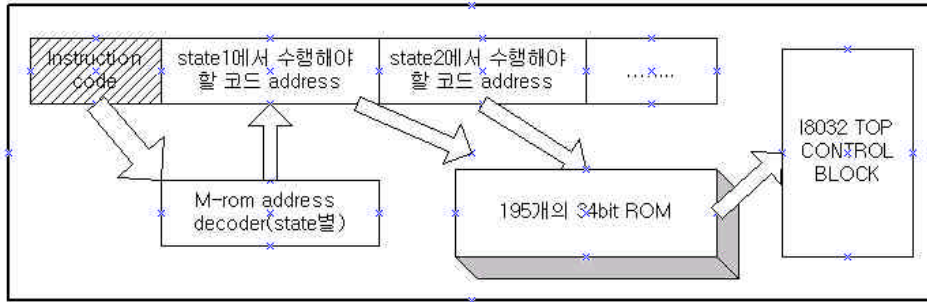 Instruction
code
state1에서 수행해야
할 코드 address
state2에서 수행해야
할 코드 address
.......
M-rom address
decoder(state별)
195개의 34bit ROM
I8032 TOP
CONTROL
BLOCK